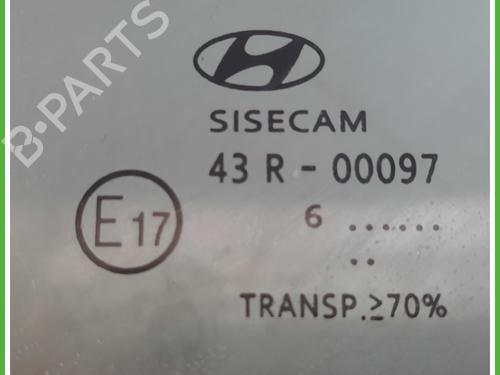 B-PARTS
SISECAM
43 R - 00097
E17
6 ......
..
TRANSP.≥70%